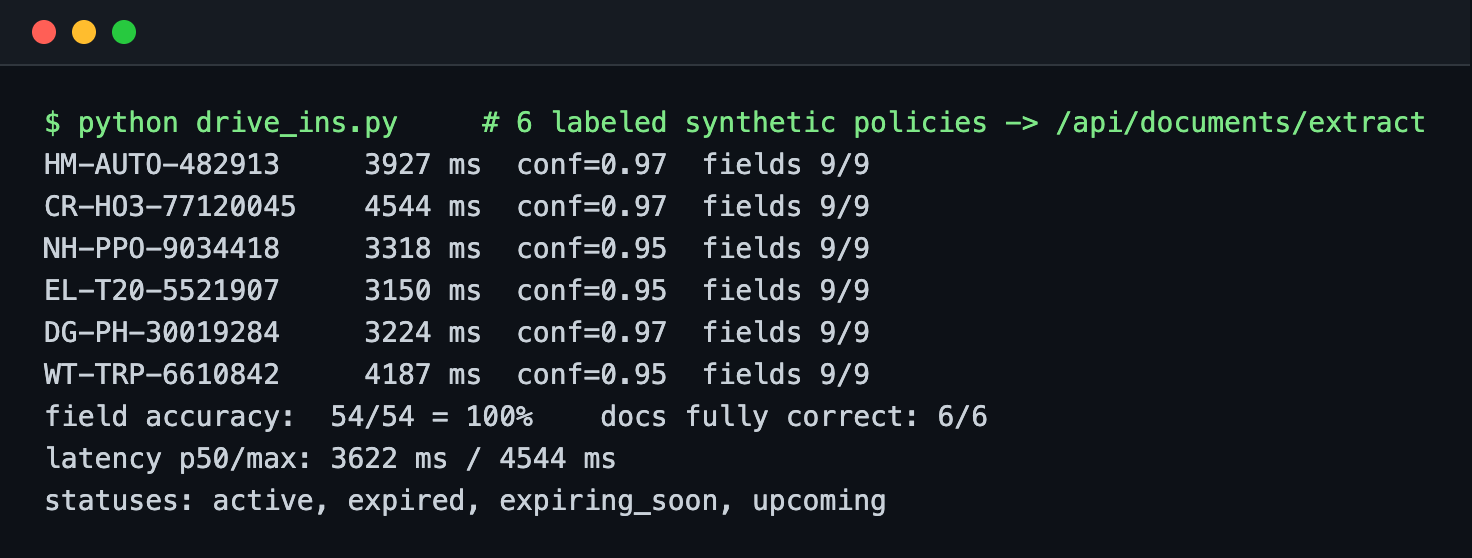 $ python drive_ins.py     # 6 labeled synthetic policies -> /api/documents/extract
HM-AUTO-482913     3927 ms  conf=0.97  fields 9/9
CR-HO3-77120045    4544 ms  conf=0.97  fields 9/9
NH-PPO-9034418     3318 ms  conf=0.95  fields 9/9
EL-T20-5521907     3150 ms  conf=0.95  fields 9/9
DG-PH-30019284     3224 ms  conf=0.97  fields 9/9
WT-TRP-6610842     4187 ms  conf=0.95  fields 9/9
field accuracy:  54/54 = 100%    docs fully correct: 6/6
latency p50/max: 3622 ms / 4544 ms
statuses: active, expired, expiring_soon, upcoming